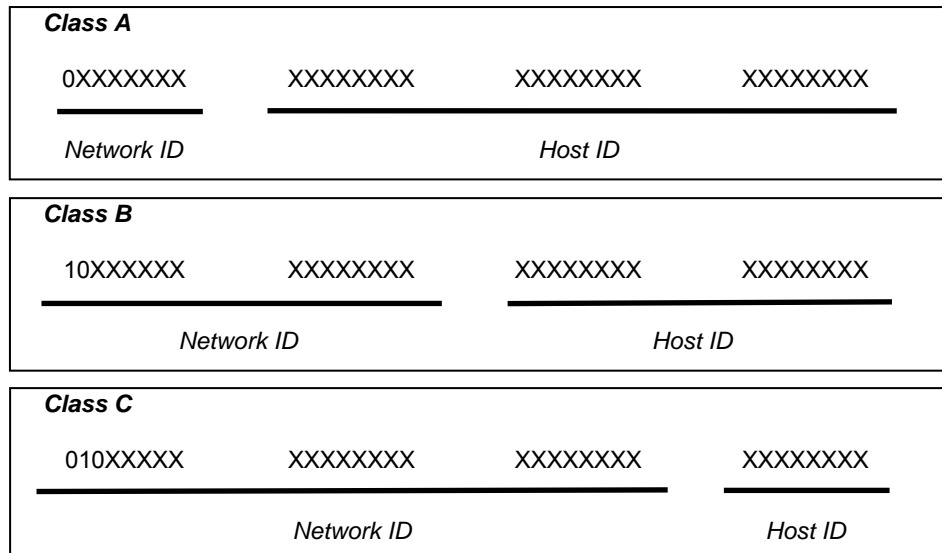 Class A
0XXXXXXX XXXXXXXX XXXXXXXX XXXXXXXX
Network ID Host ID
Class B
10XXXXXX XXXXXXXX XXXXXXXX XXXXXXXX
Network ID Host ID
Class C
010XXXXX XXXXXXXX XXXXXXXX XXXXXXXX
Network ID Host ID